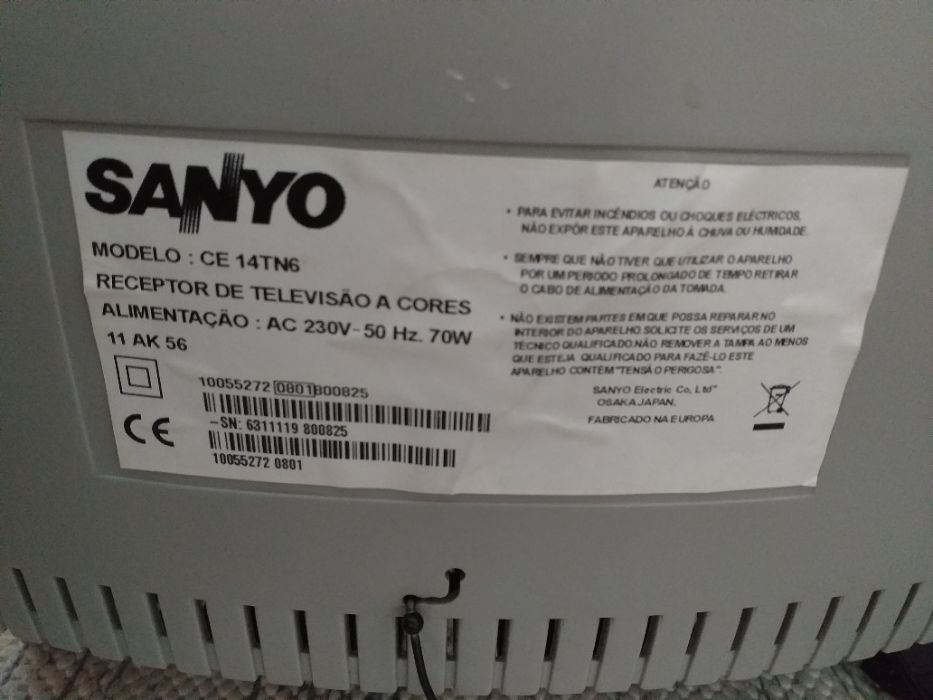 SANYO
MODELO : CE 14TN6
RECEPTOR DE TELEVISÃO A CORES
ALIMENTAÇÃO : AC 230V~50 Hz. 70W
11 AK 56
10055272 0801 800825
-SN: 6311119 800825
10055272 0801
CE
ATENÇÃO
• PARA EVITAR INCÊNDIOS OU CHOQUES ELÉCTRICOS,
NÃO EXPÔR ESTE APARELHO À CHUVA OU HUMIDADE.
• SEMPRE QUE NÃO TIVER QUE UTILIZAR O APARELHO
POR UM PERIODO PROLONGADO DE TEMPO RETIRAR
O CABO DE ALIMENTAÇÃO DA TOMADA.
• NÃO EXISTEM PARTES EM QUE POSSA REPARAR NO
INTERIOR DO APARELHO.SOLICITE OS SERVIÇOS DE UM
TÉCNICO QUALIFICADO.NÃO REMOVER A TAMPA AO MENOS
QUE ESTEJA QUALIFICADO PARA FAZÊ-LO ESTE
APARELHO CONTÉM "TENSÃO PERIGOSA".
SANYO Electric Co, Ltd"
OSAKA JAPAN,
FABRICADO NA EUROPA